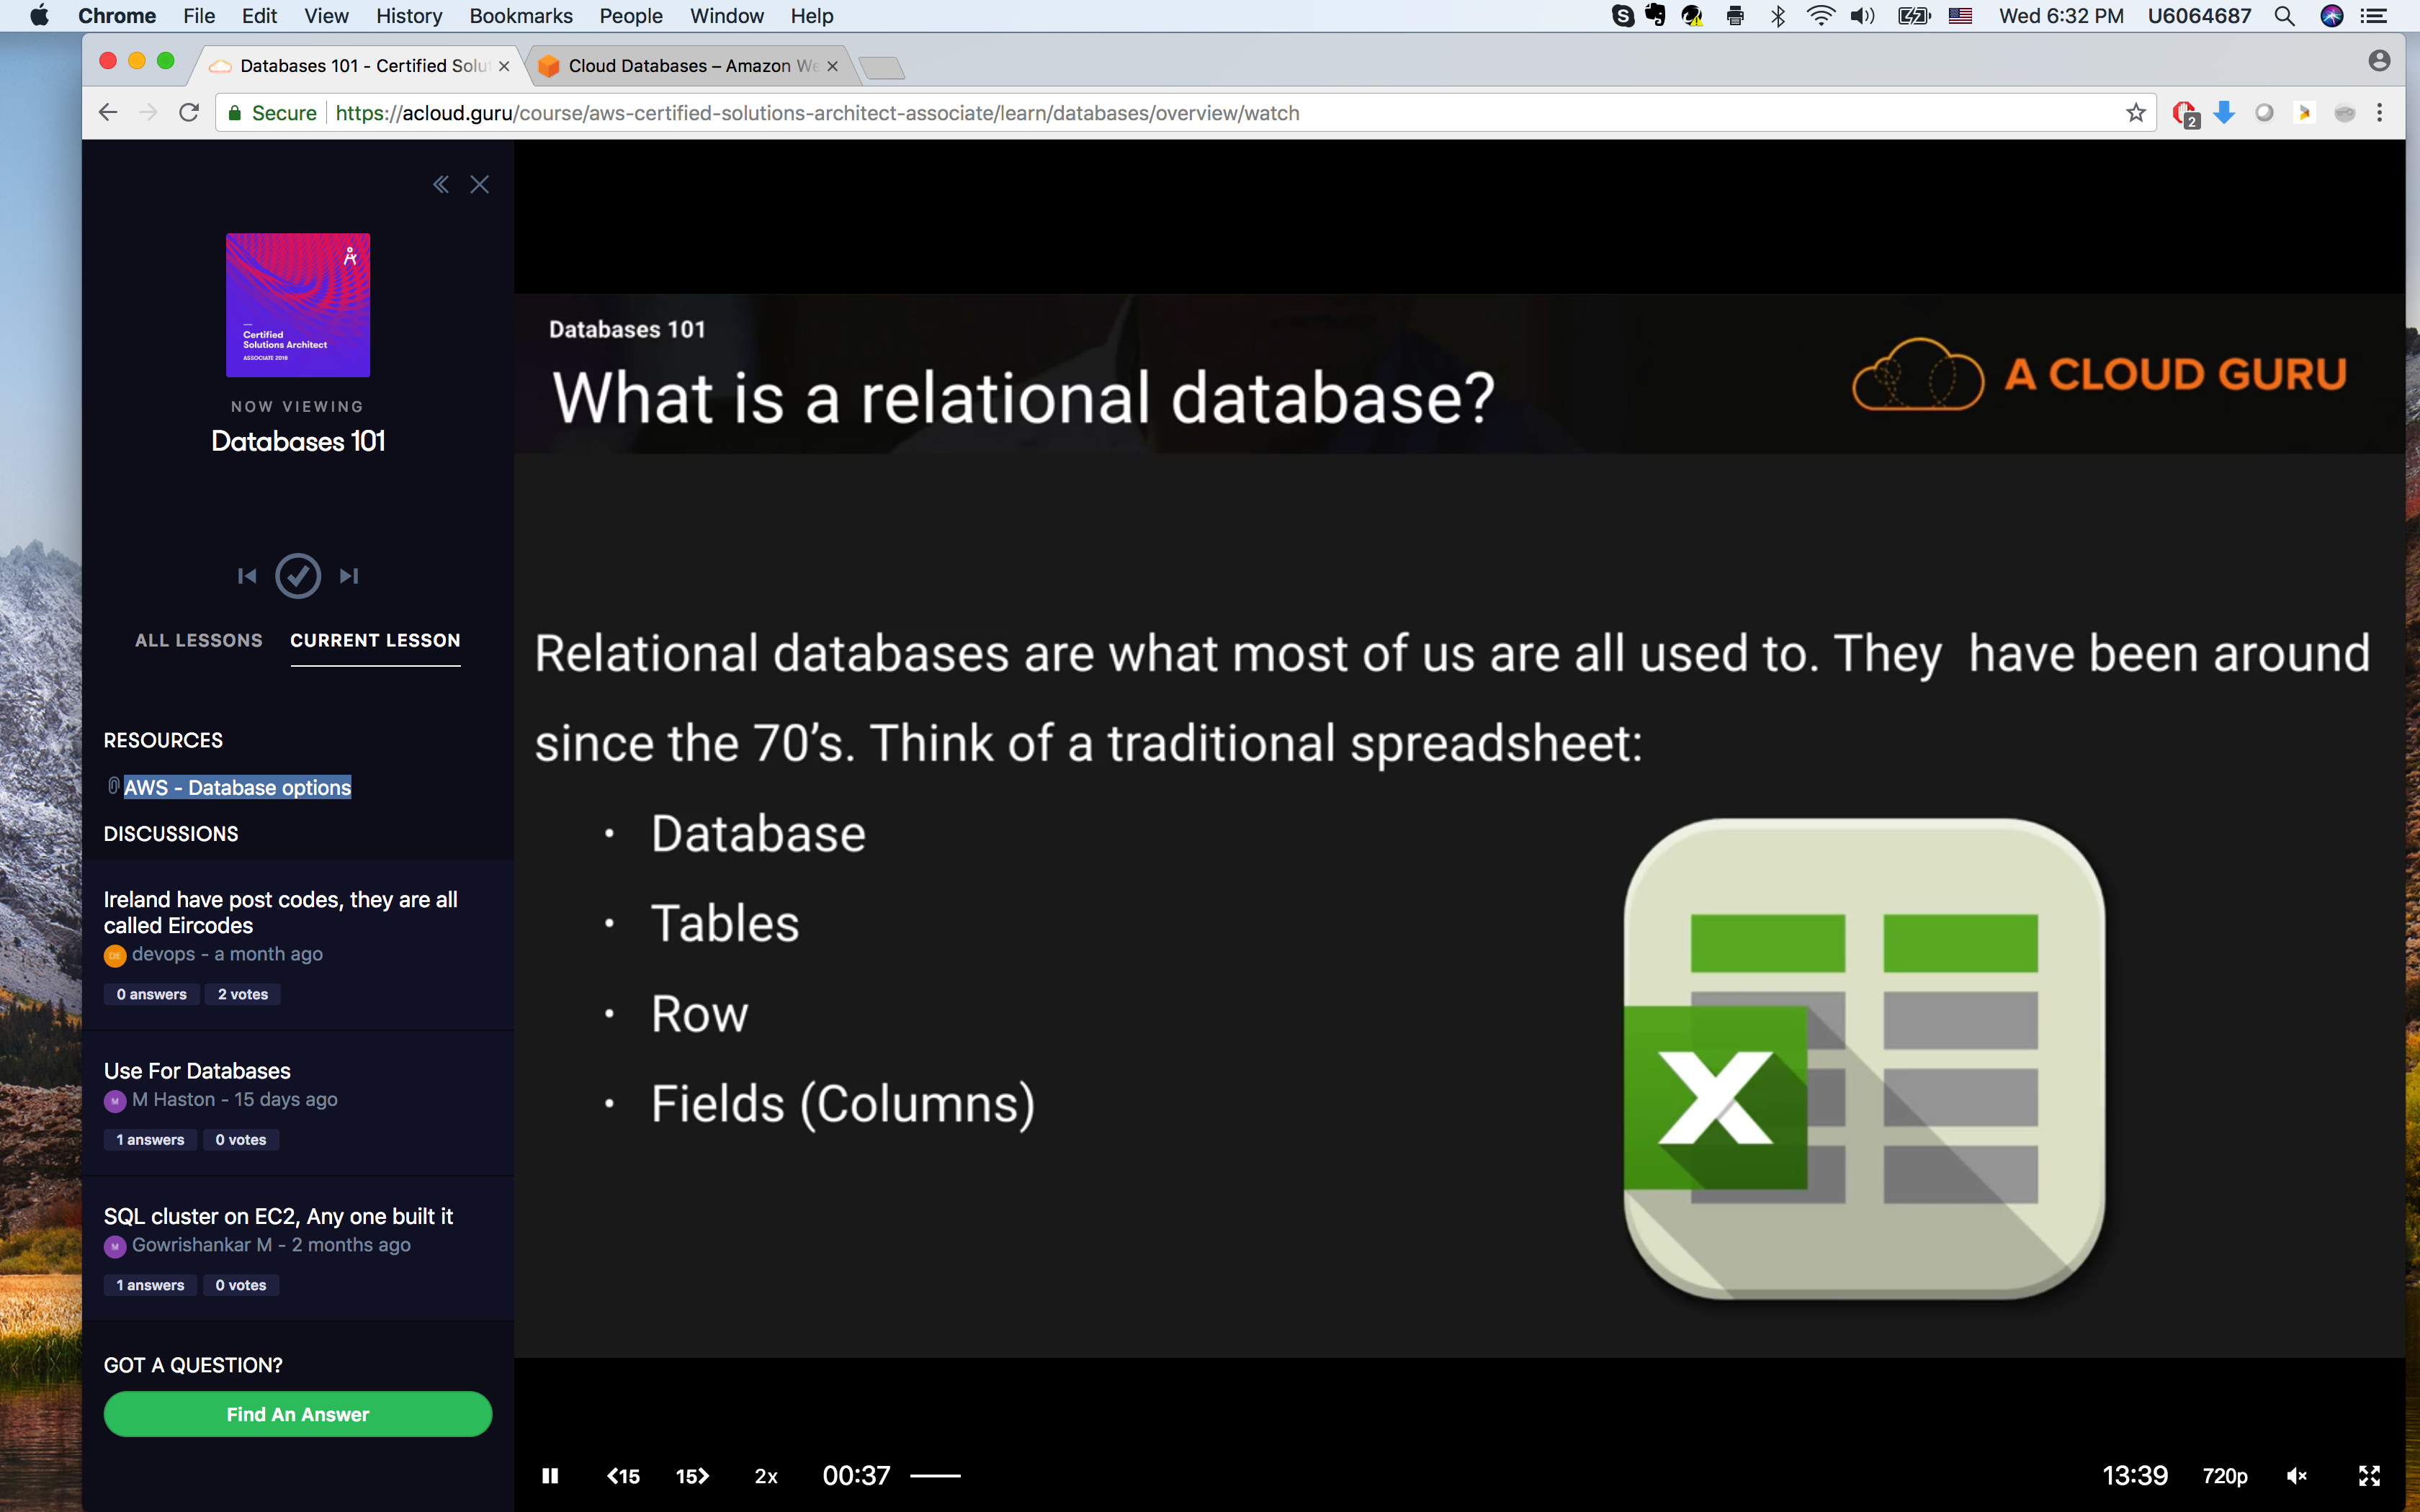 Chrome File Edit View History Bookmarks People Window Help
Wed 6:32 PM U6064687
Databases 101 - Certified Solu
Cloud Databases – Amazon We
Secure https://acloud.guru/course/aws-certified-solutions-architect-associate/learn/databases/overview/watch
2
Certified
Solutions Architect
ASSOCIATE 2018
NOW VIEWING
Databases 101
ALL LESSONS CURRENT LESSON
RESOURCES
AWS - Database options
DISCUSSIONS
Ireland have post codes, they are all
called Eircodes
DE devops - a month ago
0 answers 2 votes
Use For Databases
M M Haston - 15 days ago
1 answers 0 votes
SQL cluster on EC2, Any one built it
M Gowrishankar M - 2 months ago
1 answers 0 votes
GOT A QUESTION?
Find An Answer
Databases 101
What is a relational database?
A CLOUD GURU
Relational databases are what most of us are all used to. They have been around
since the 70’s. Think of a traditional spreadsheet:
• Database
• Tables
• Row
• Fields (Columns)
X
<15 15> 2x 00:37 13:39 720p